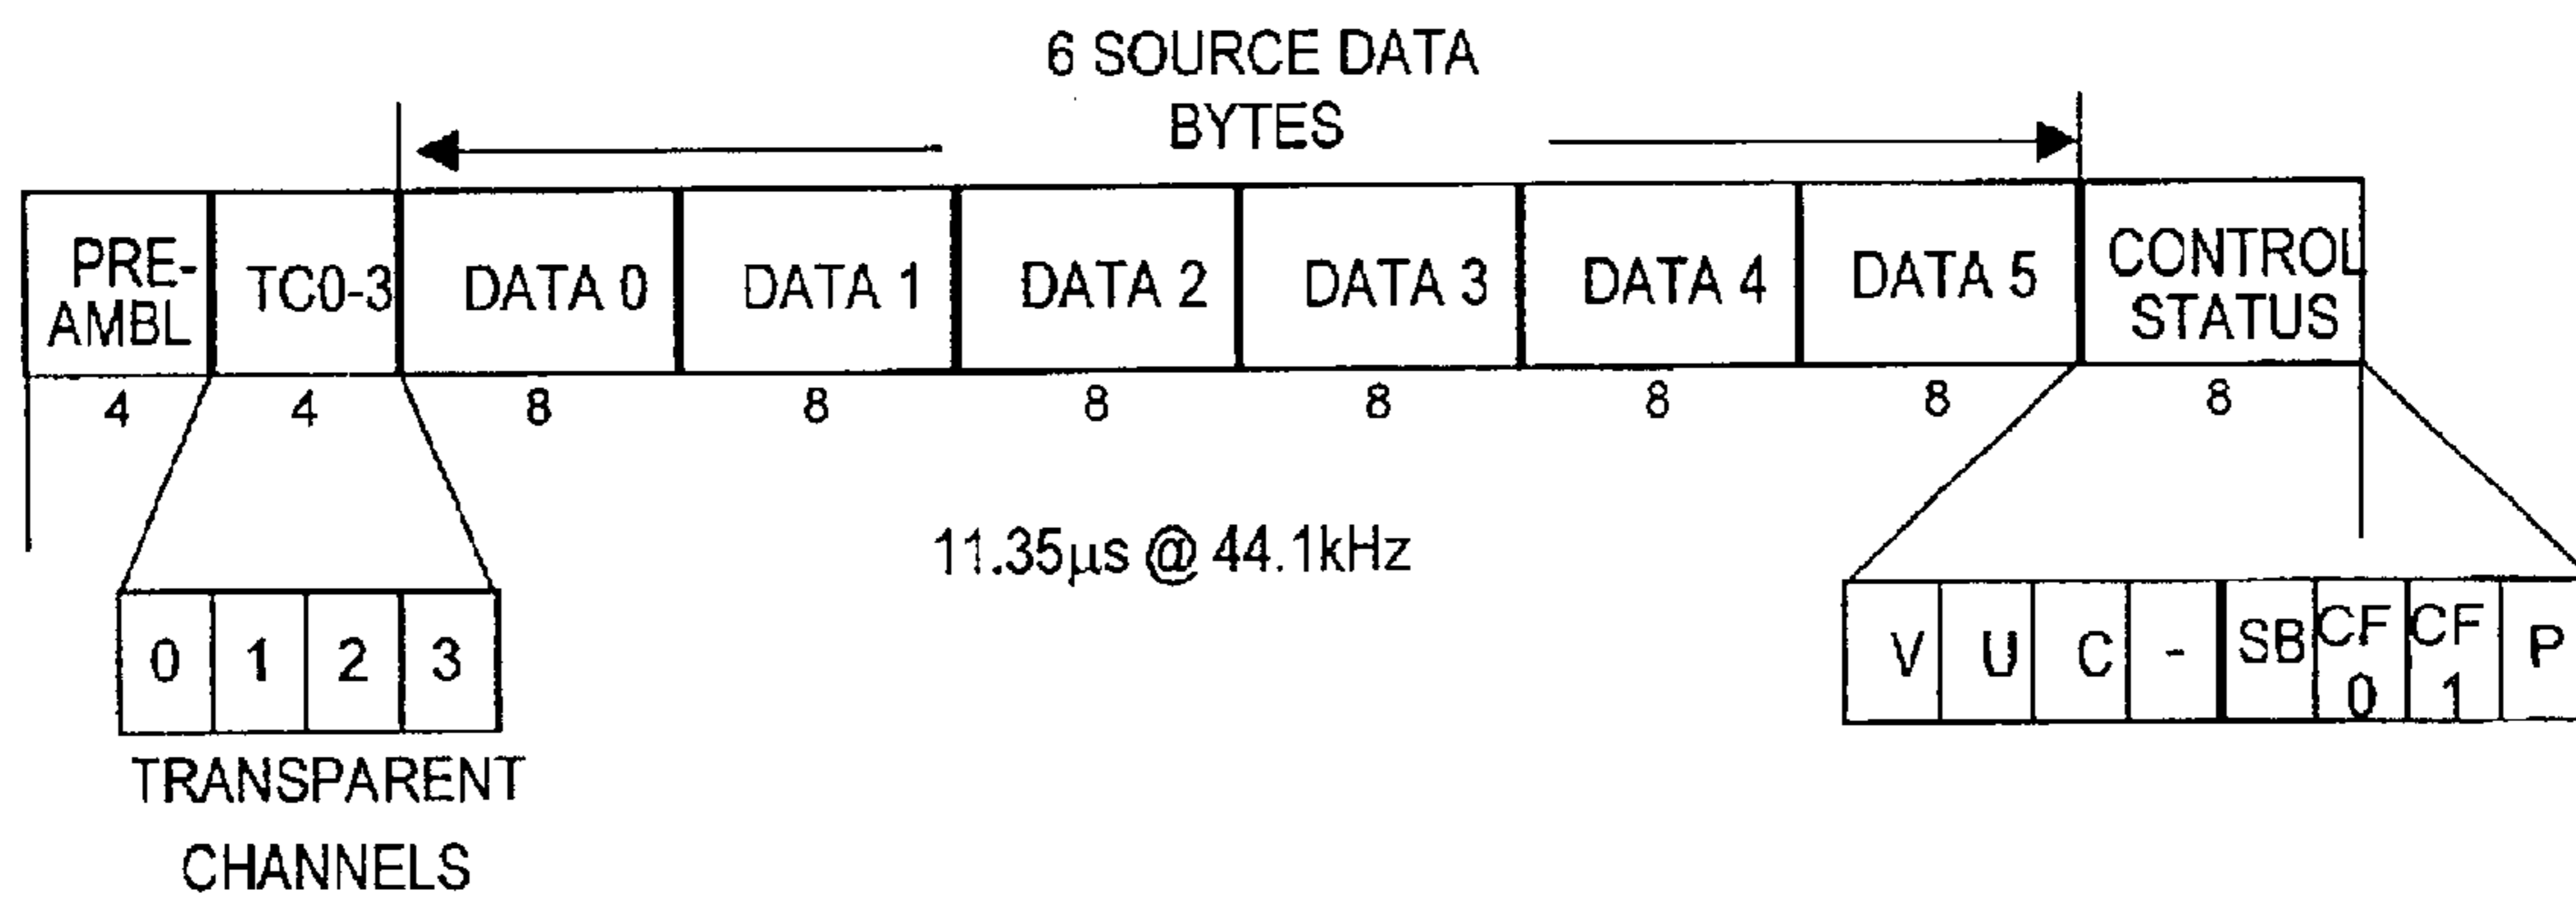 6 SOURCE DATA
BYTES
PRE-
AMBL
TC0-3
DATA 0
DATA 1
DATA 2
DATA 3
DATA 4
DATA 5
CONTROL
STATUS
4 4 8 8 8 8 8 8 8
11.35µs @ 44.1kHz
0 1 2 3
V U C - SB CF 0 CF 1 P
TRANSPARENT
CHANNELS